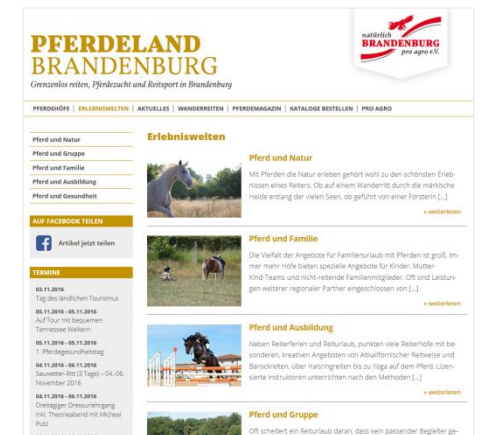 PFERDELAND
BRANDENBURG
Grenzenlos reiten, Pferdezucht und Reitsport in Brandenburg
natürlich
BRANDENBURG
pro agro e.V.
PFERDEHÖFE | ERLEBNISWELTEN | AKTUELLES | WANDERREITEN | PFERDEMAGAZIN | KATALOGE BESTELLEN | PRO AGRO
Pferd und Natur
Pferd und Gruppe
Pferd und Familie
Pferd und Ausbildung
Pferd und Gesundheit
AUF FACEBOOK TEILEN
Artikel jetzt teilen
TERMINE
03.11.2016
Tag des ländlichen Tourismus
05.11.2016 - 05.11.2016
Auf Tour mit bequemen
Tennessee Walkern
05.11.2016 - 05.11.2016
1. Pferdegesundheitstag
04.11.2016 - 06.11.2016
Sauwetter-Ritt (3 Tage) – 04.-06.
November 2016
04.11.2016 - 06.11.2016
Dreitägiger Dressurlehrgang
inkl. Theorieabend mit Micheal
Putz
Erlebniswelten
Pferd und Natur
Mit Pferden die Natur erleben gehört wohl zu den schönsten Erleb-
nissen eines Reiters. Ob auf einem Wanderritt durch die märkische
Heide entlang der vielen Seen, ob geführt von einer Försterin [...]
» weiterlesen
Pferd und Familie
Die Vielfalt der Angebote für Familienurlaub mit Pferden ist groß. Im-
mer mehr Höfe bieten spezielle Angebote für Kinder, Mutter-
Kind-Teams und nicht-reitende Familienmitglieder. Oft sind Leistun-
gen weiterer regionaler Partner eingeschlossen von [...]
» weiterlesen
Pferd und Ausbildung
Neben Reiterferien und Reiturlaub, punkten viele Reiterhöfe mit be-
sonderen, kreativen Angeboten von Altkalifornischer Reitweise und
Barockreiten, über Halsringreiten bis zu Yoga auf dem Pferd. Lizen-
sierte Instruktoren unterrichten nach den Methoden [...]
» weiterlesen
Pferd und Gruppe
Oft scheitert ein Reiturlaub daran, dass kein passender Begleiter ge-